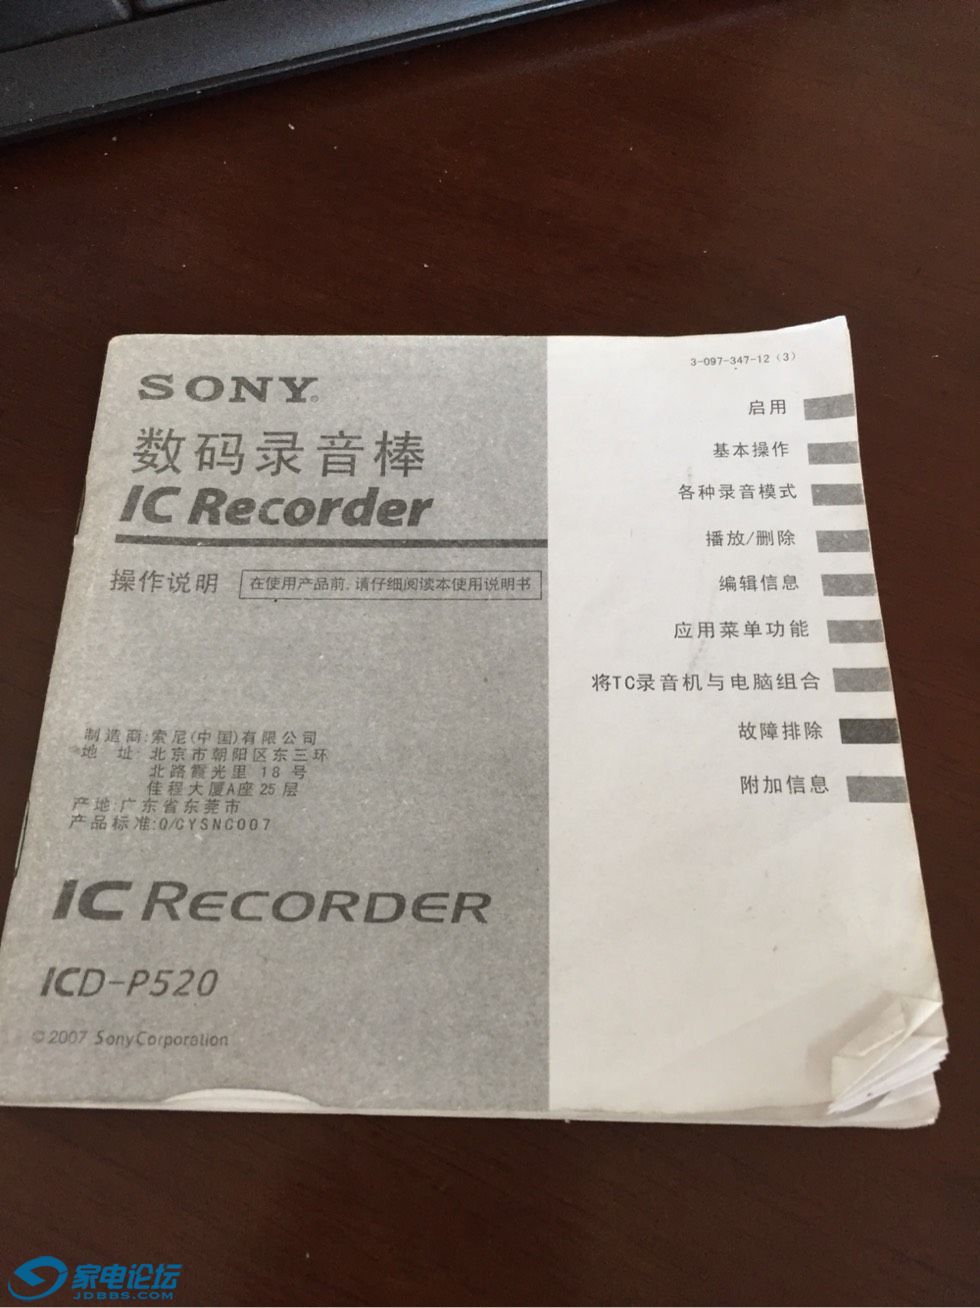 SONY®
数码录音棒
IC Recorder
操作说明
在使用产品前,请仔细阅读本使用说明书
制造商:索尼(中国)有限公司
地 址: 北京市朝阳区东三环
北路霞光里 18 号
佳程大厦A座 25 层
产地:广东省东莞市
产品标准:Q/CYSNC007
IC RECORDER
ICD-P520
© 2007 Sony Corporation
3-097-347-12 (3)
启用
基本操作
各种录音模式
播放/删除
编辑信息
应用菜单功能
将TC录音机与电脑组合
故障排除
附加信息
家电论坛
JDBBS.COM